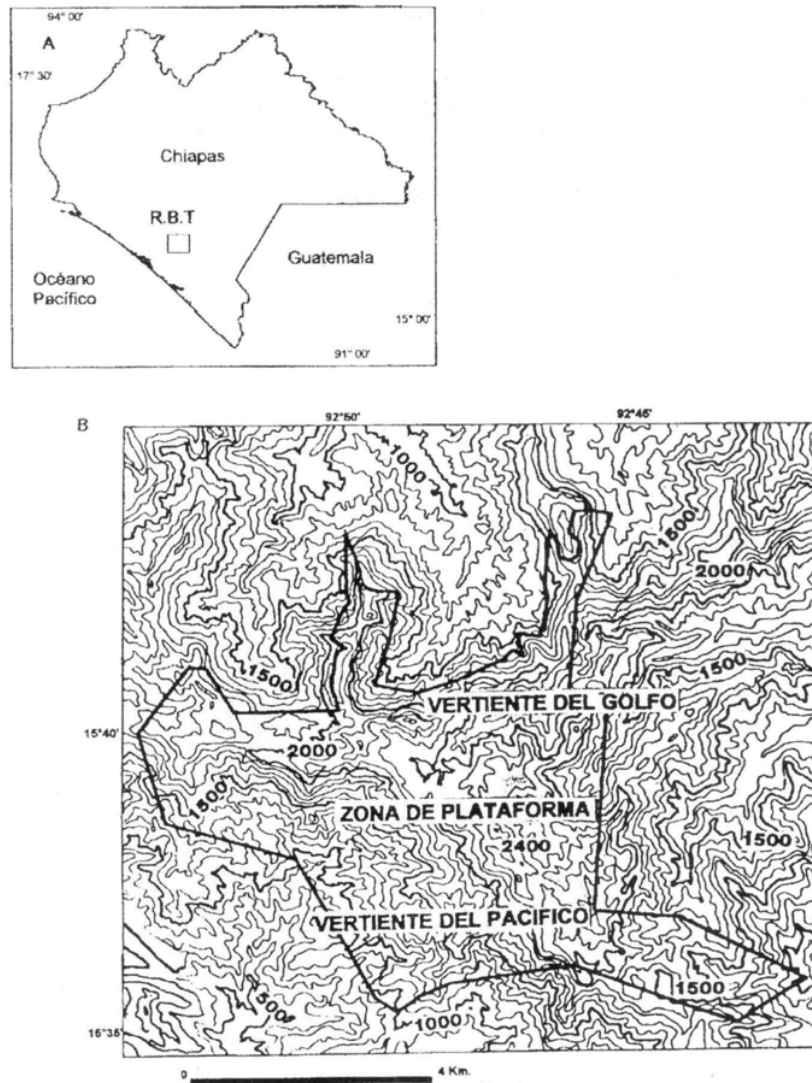 94° 00'
A
17° 30'
Chiapas
R.B.T
Guatemala
Océano
Pacífico
15° 00'
91° 00'
B
92°50'
92°45'
1000
1500
2000
1500
1500
VERTIENTE DEL GOLFO
15°40'
2000
1500
ZONA DE PLATAFORMA
2400
1500
VERTIENTE DEL PACIFICO
1500
1500
1000
15°35'
0
4 Km.